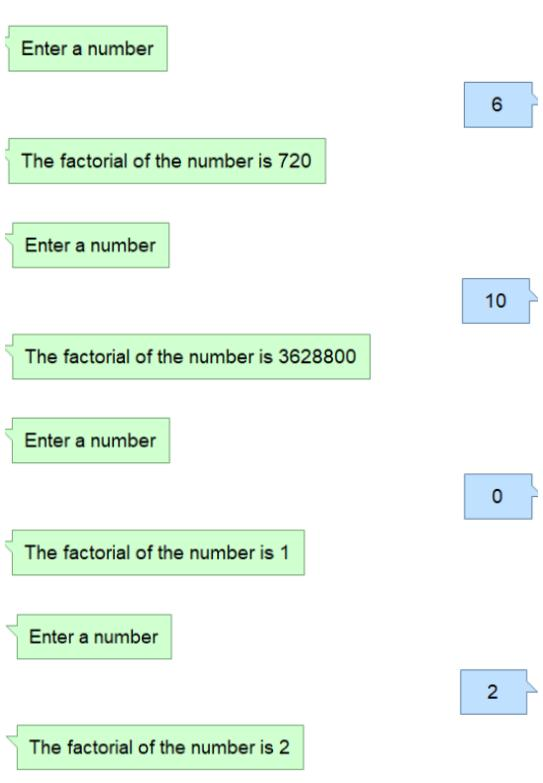 Enter a number
6
The factorial of the number is 720
Enter a number
10
The factorial of the number is 3628800
Enter a number
0
The factorial of the number is 1
Enter a number
2
The factorial of the number is 2